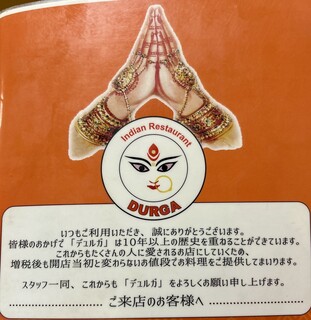 Indian Restaurant
DURGA
いつもご利用いただき、誠にありがとうございます。
皆様のおかげで「デュルガ」は10年以上の歴史を重ねることができています。
これからもたくさんの人に愛されるお店にしていくため、
増税後も開店当初と変わらないお値段でお料理をご提供してまいります。
スタッフ一同、これからも「デュルガ」をよろしくお願い申し上げます。
ご来店のお客様へ